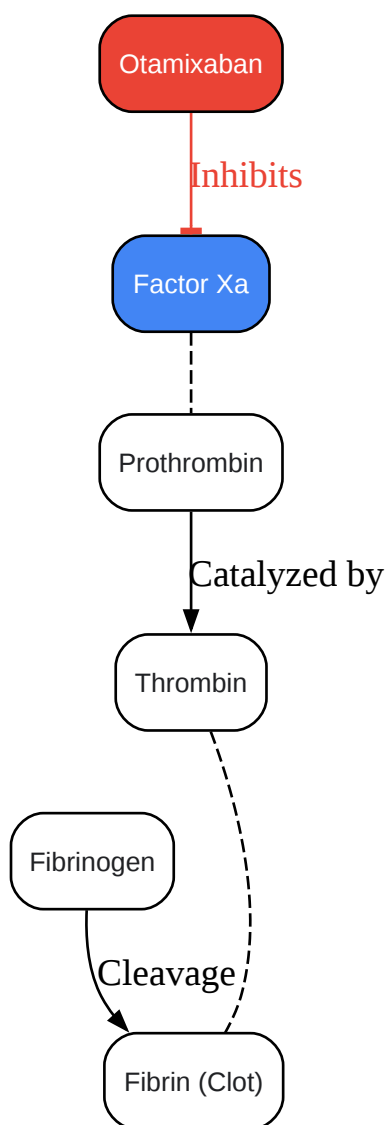 Otamixaban
Inhibits
Factor Xa
Prothrombin
Catalyzed by
Thrombin
Fibrinogen
Cleavage
Fibrin (Clot)